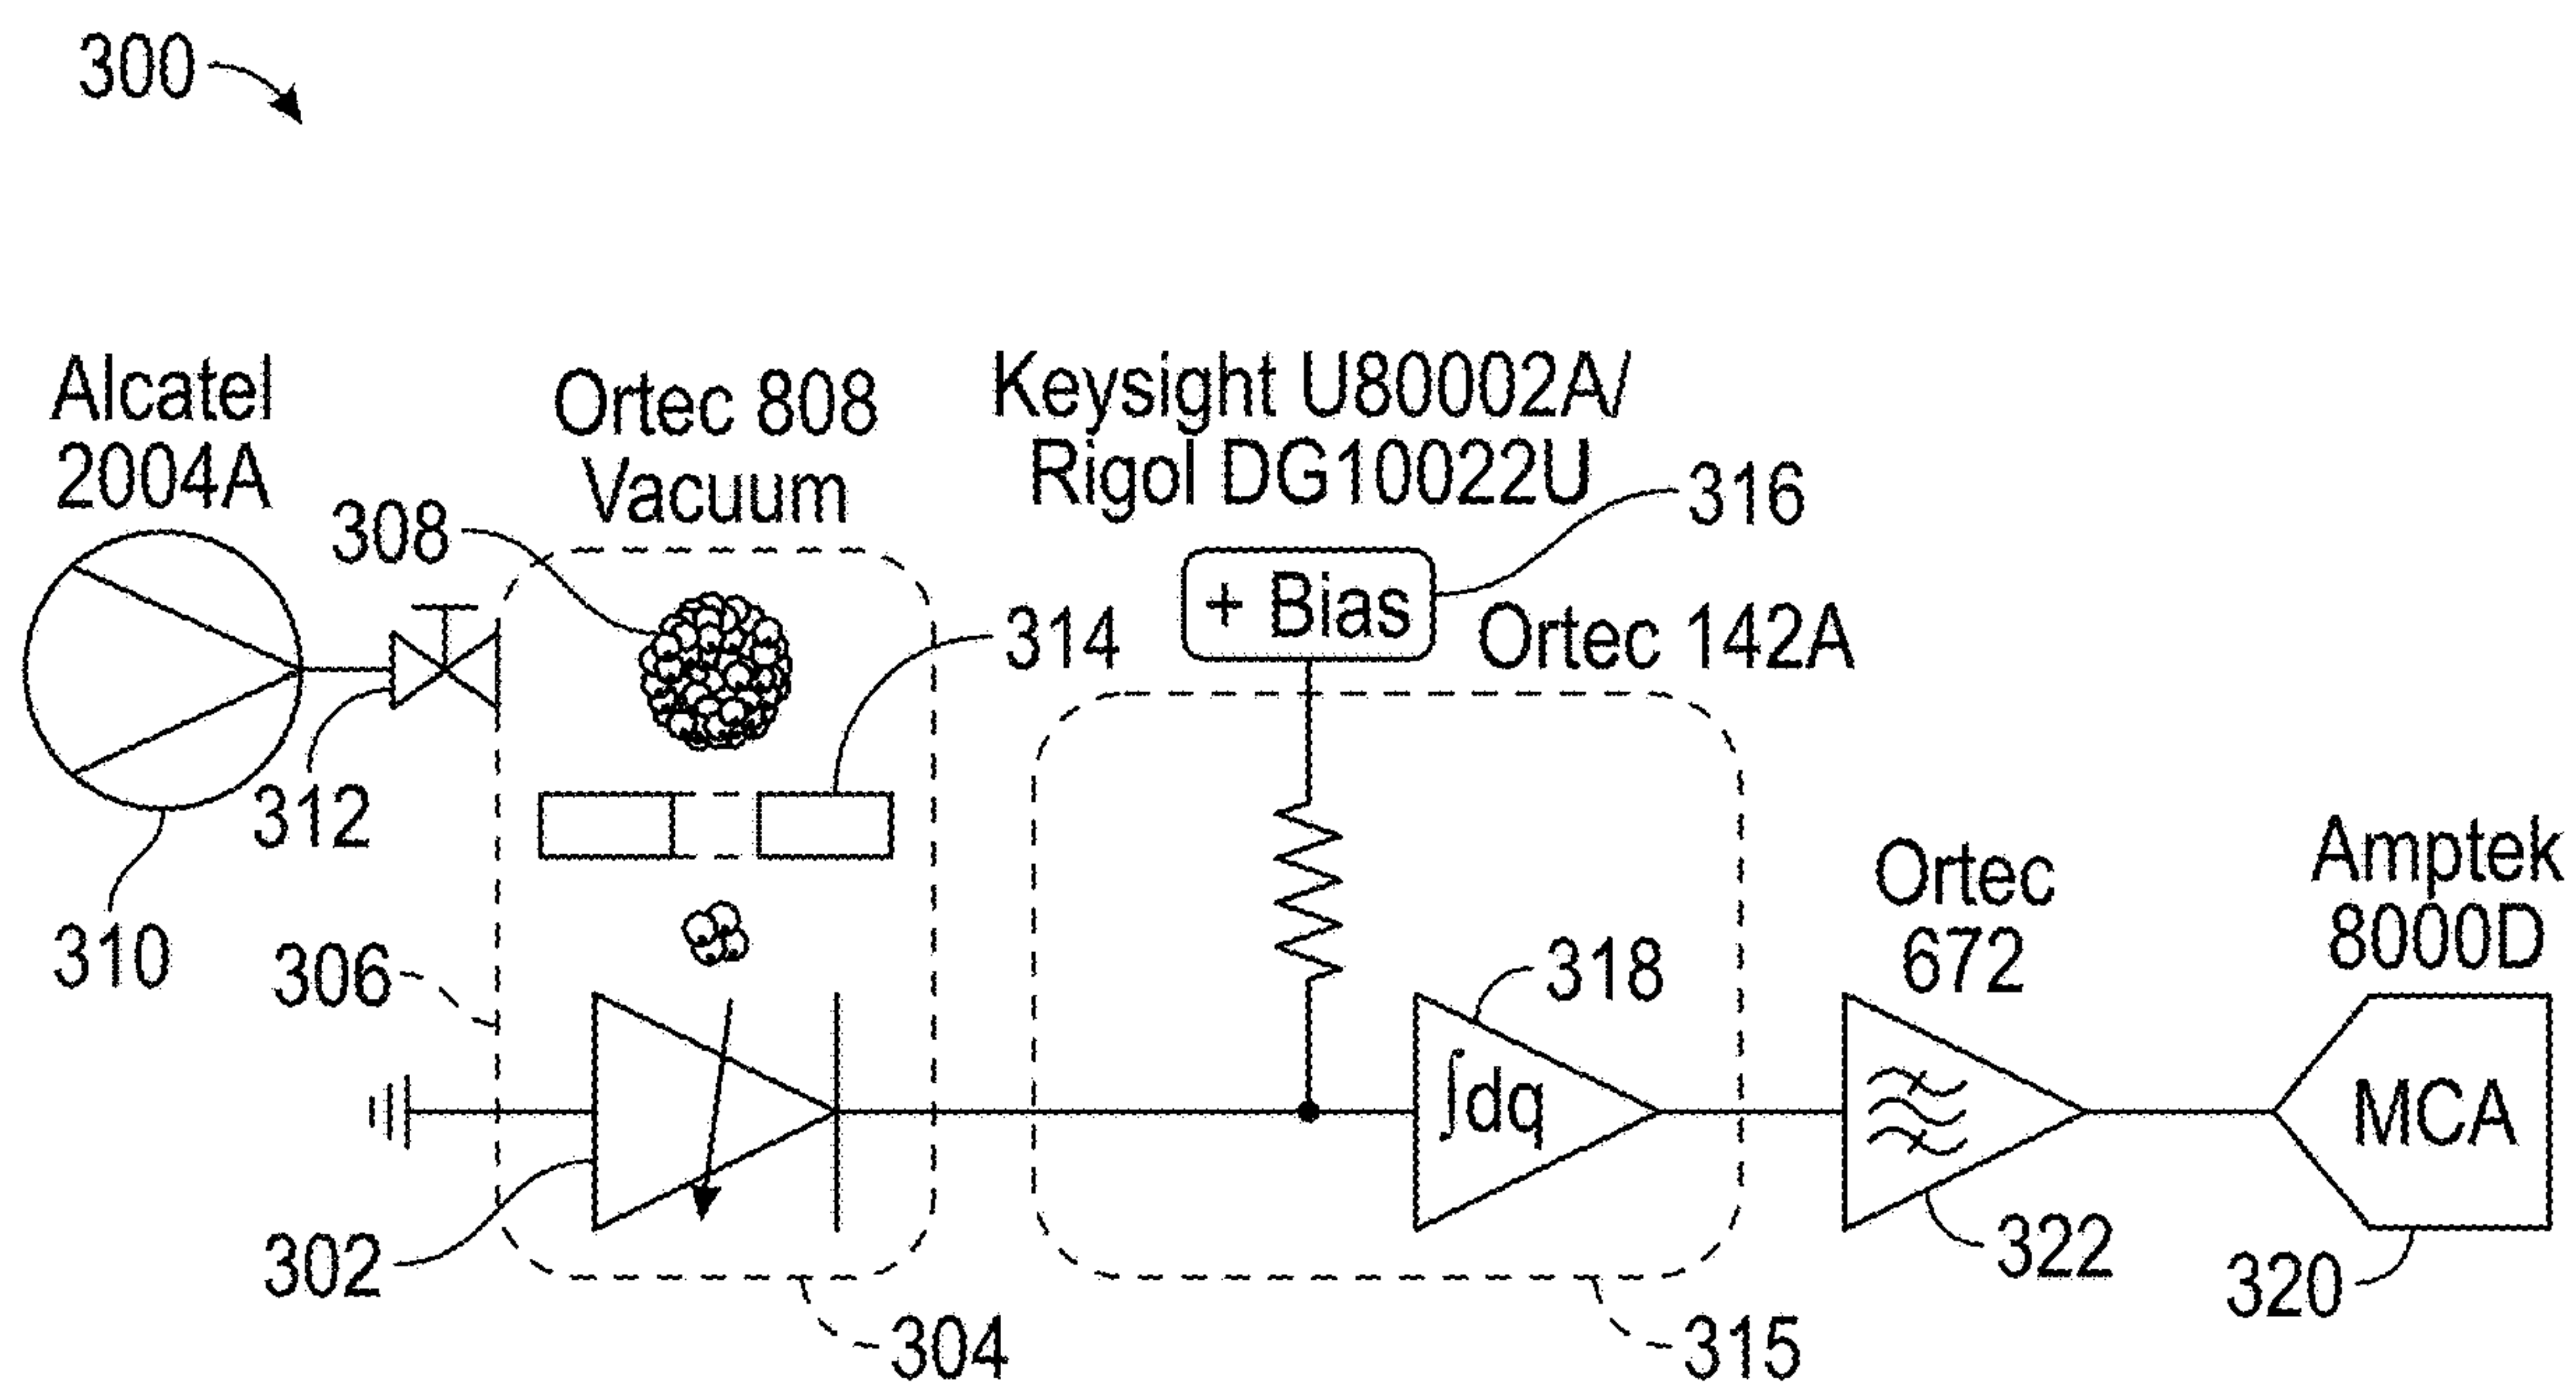 300
Alcatel
2004A
Ortec 808
Vacuum
Keysight U80002A/
Rigol DG10022U
308
316
+ Bias
Ortec 142A
314
312
310
306
318
Ortec
672
Amptek
8000D
∫dq
MCA
302
322
320
304
315